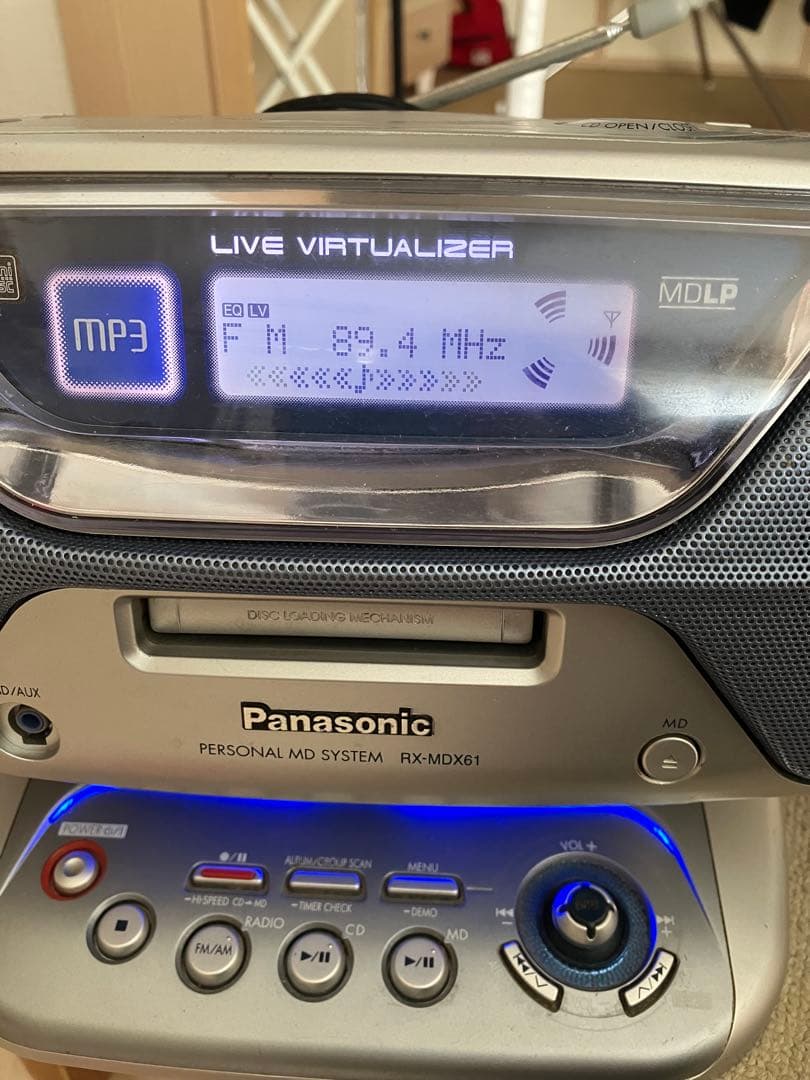 CD OPEN/CLOSE
LIVE VIRTUALIZER
MP3
EQ LV
FM 89.4 MHz
MDLP
DISC LOADING MECHANISM
D/AUX
Panasonic
PERSONAL MD SYSTEM RX-MDX61
MD
POWER
ALBUM/GROUP SCAN
MENU
VOL +
-HI-SPEED CD→MD
-TIMER CHECK
-DEMO
RADIO
CD
MD
FM/AM